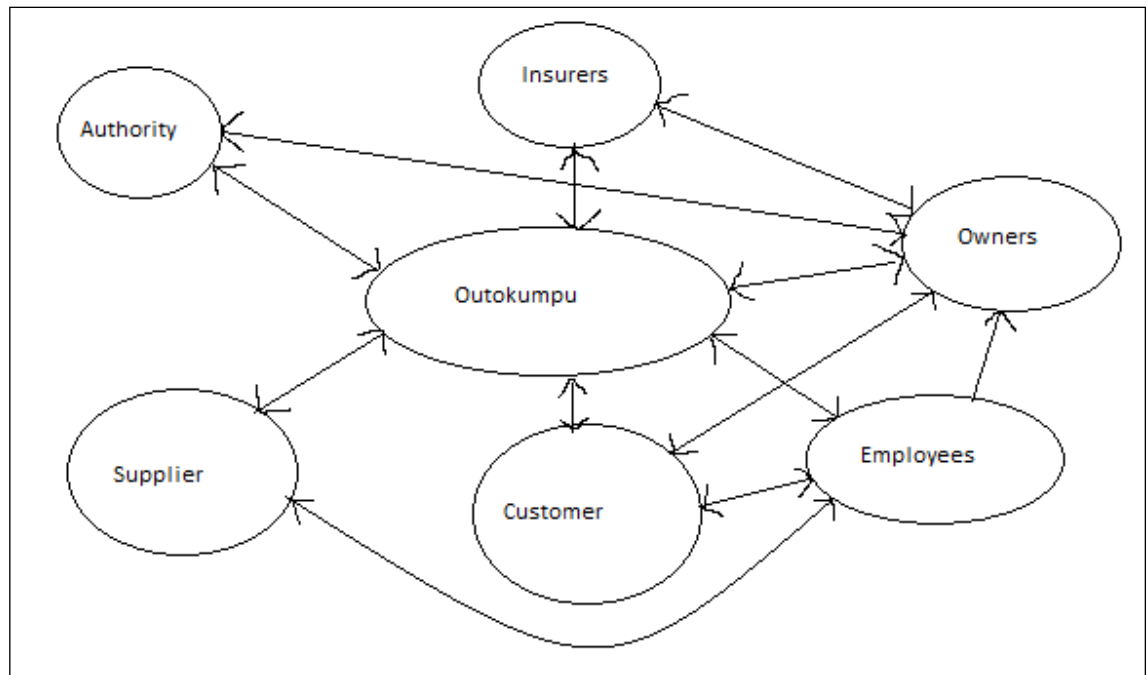 Insurers
Authority
Owners
Outokumpu
Employees
Supplier
Customer